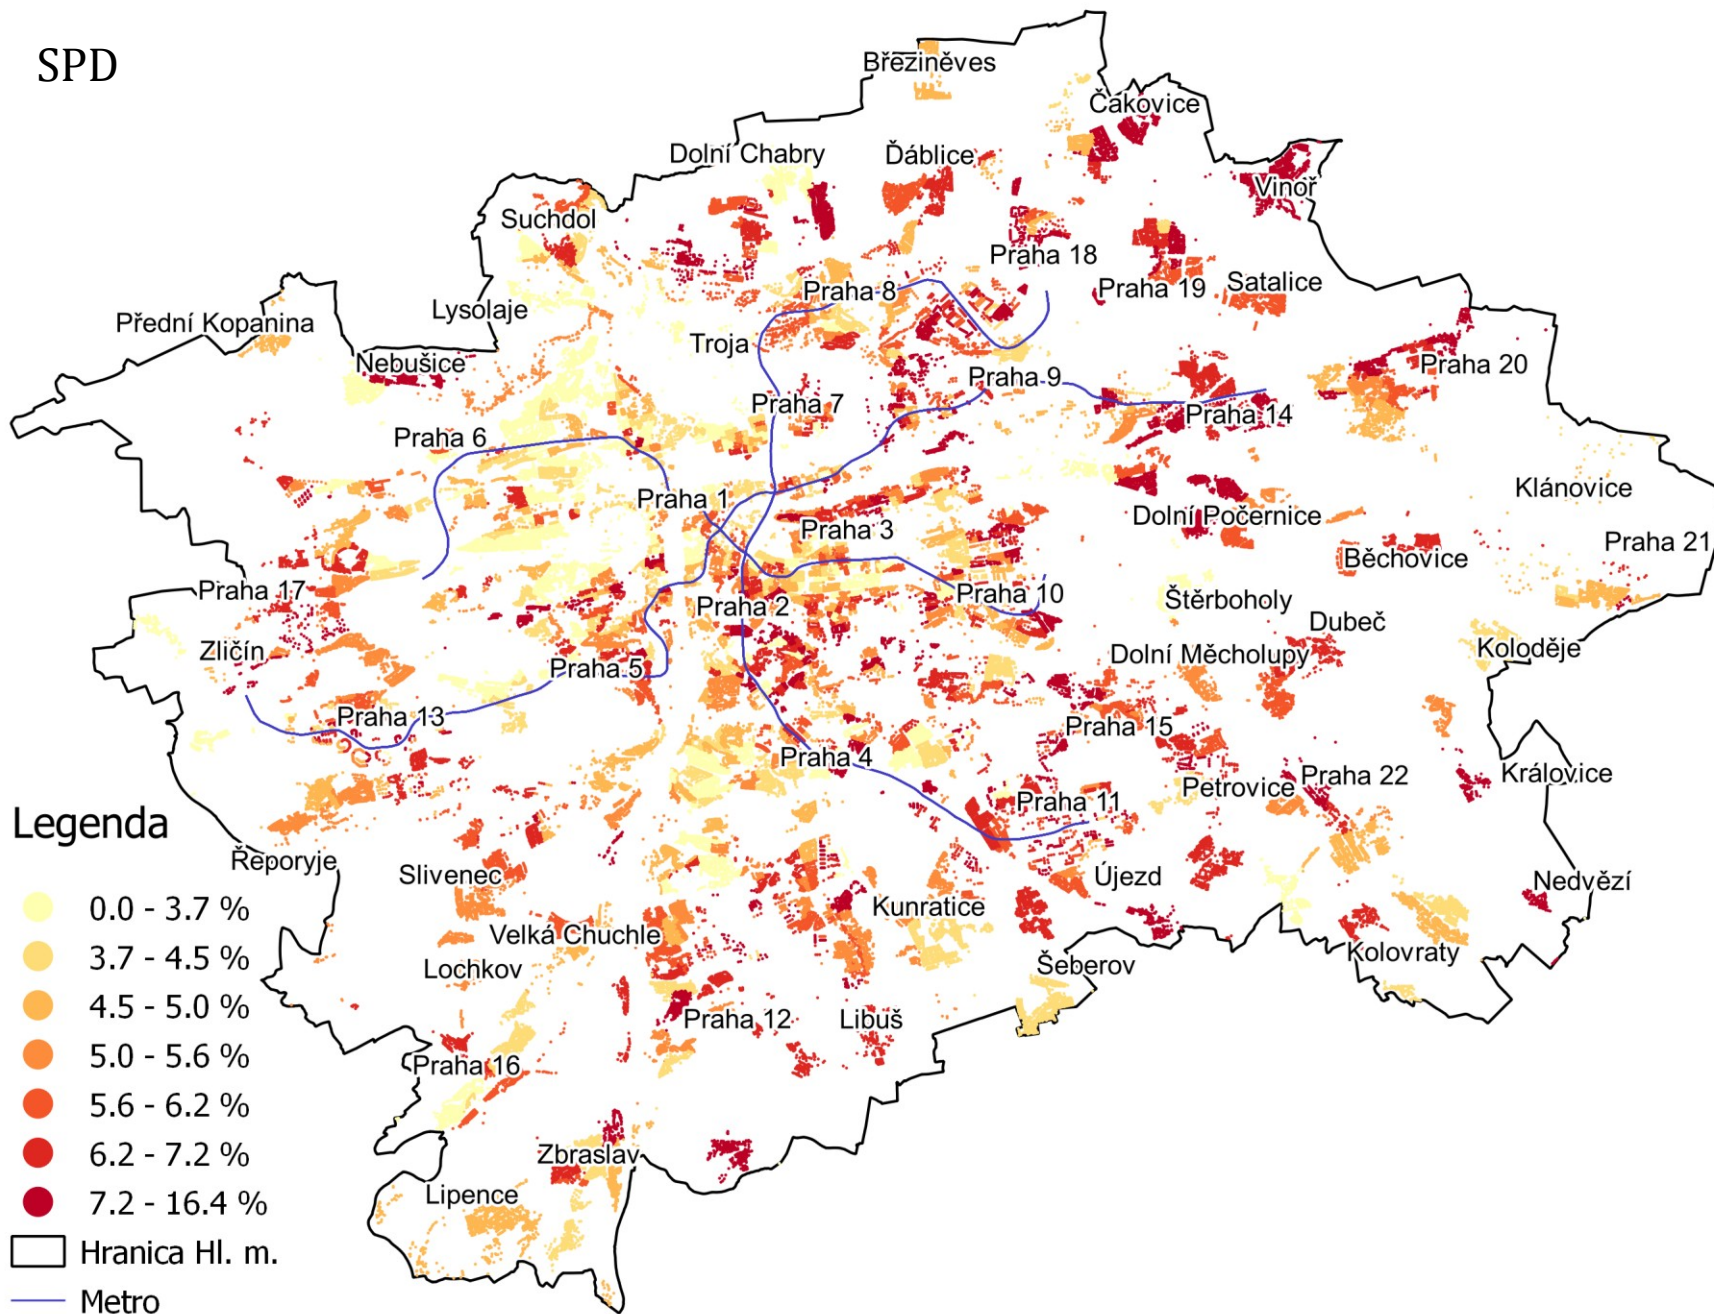 SPD
Březiněves
Čakovice
Dolní Chabry
Ďáblice
Vinoř
Suchdol
Praha 18
Praha 8
Praha 19
Satalice
Lysolaje
Přední Kopanina
Troja
Nebušice
Praha 20
Praha 9
Praha 7
Praha 14
Praha 6
Klánovice
Praha 1
Dolní Počernice
Praha 3
Praha 21
Běchovice
Praha 17
Praha 10
Štěrboholy
Praha 2
Dubeč
Zličín
Koloděje
Dolní Měcholupy
Praha 5
Praha 13
Praha 15
Praha 4
Královice
Praha 22
Petrovice
Praha 11
Řeporyje
Slivenec
Újezd
Nedvězí
Kunratice
Velká Chuchle
Kolovraty
Lochkov
Šeberov
Praha 12
Libuš
Praha 16
Zbraslav
Lipence
Legenda
0.0 - 3.7 %
3.7 - 4.5 %
4.5 - 5.0 %
5.0 - 5.6 %
5.6 - 6.2 %
6.2 - 7.2 %
7.2 - 16.4 %
Hranica Hl. m.
Metro